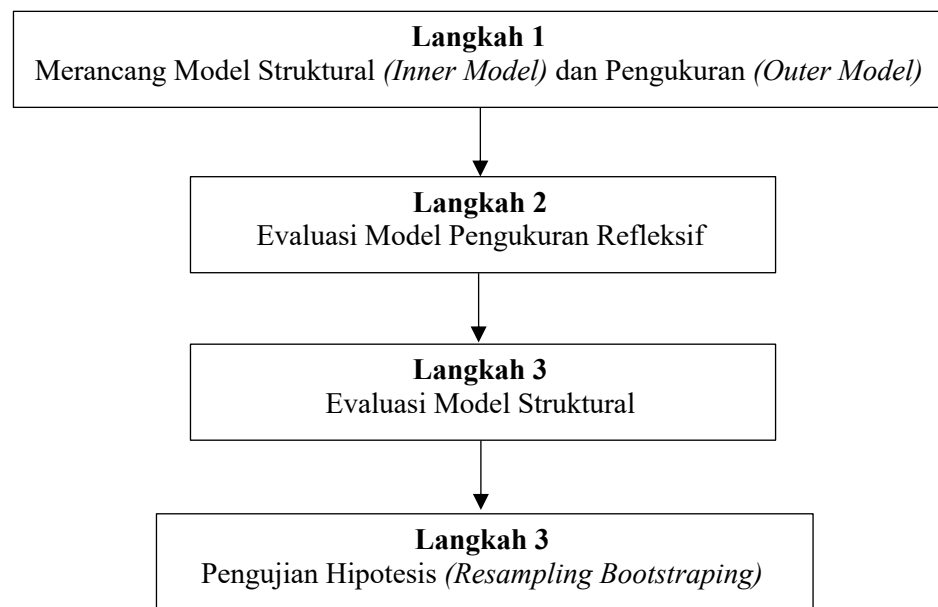 Langkah 1
Merancang Model Struktural (Inner Model) dan Pengukuran (Outer Model)
Langkah 2
Evaluasi Model Pengukuran Refleksif
Langkah 3
Evaluasi Model Struktural
Langkah 3
Pengujian Hipotesis (Resampling Bootstraping)